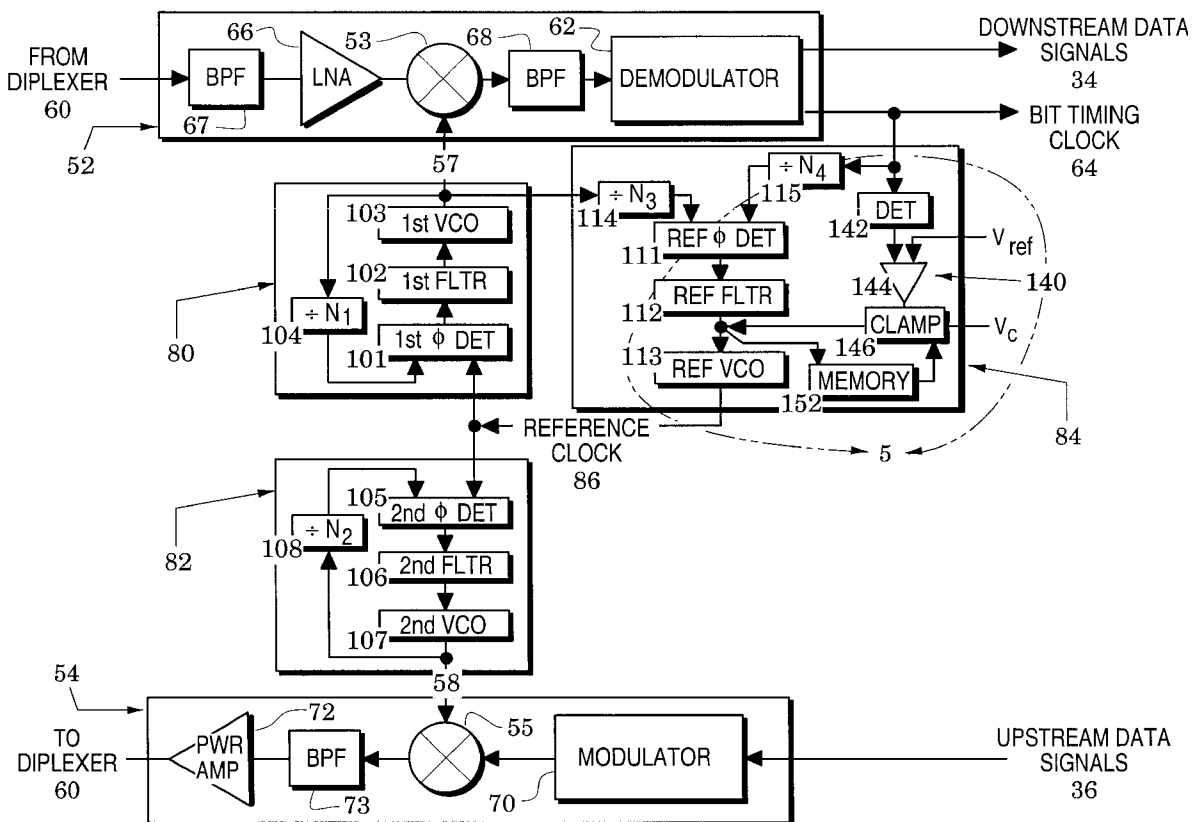 FROM
DIPLEXER
60
52
66
53
68
62
BPF
LNA
BPF
DEMODULATOR
67
DOWNSTREAM DATA
SIGNALS
34
BIT TIMING
CLOCK
64
57
÷ N3
114
÷ N4
115
DET
142
Vref
103
1st VCO
102
1st FLTR
÷ N1
104
101
1st ϕ DET
80
111
REF ϕ DET
112
REF FLTR
113
REF VCO
144
140
CLAMP
146
Vc
MEMORY
152
84
5
REFERENCE
CLOCK
86
82
105
2nd ϕ DET
÷ N2
108
106
2nd FLTR
107
2nd VCO
58
54
72
55
TO
DIPLEXER
60
PWR
AMP
BPF
73
MODULATOR
70
UPSTREAM DATA
SIGNALS
36